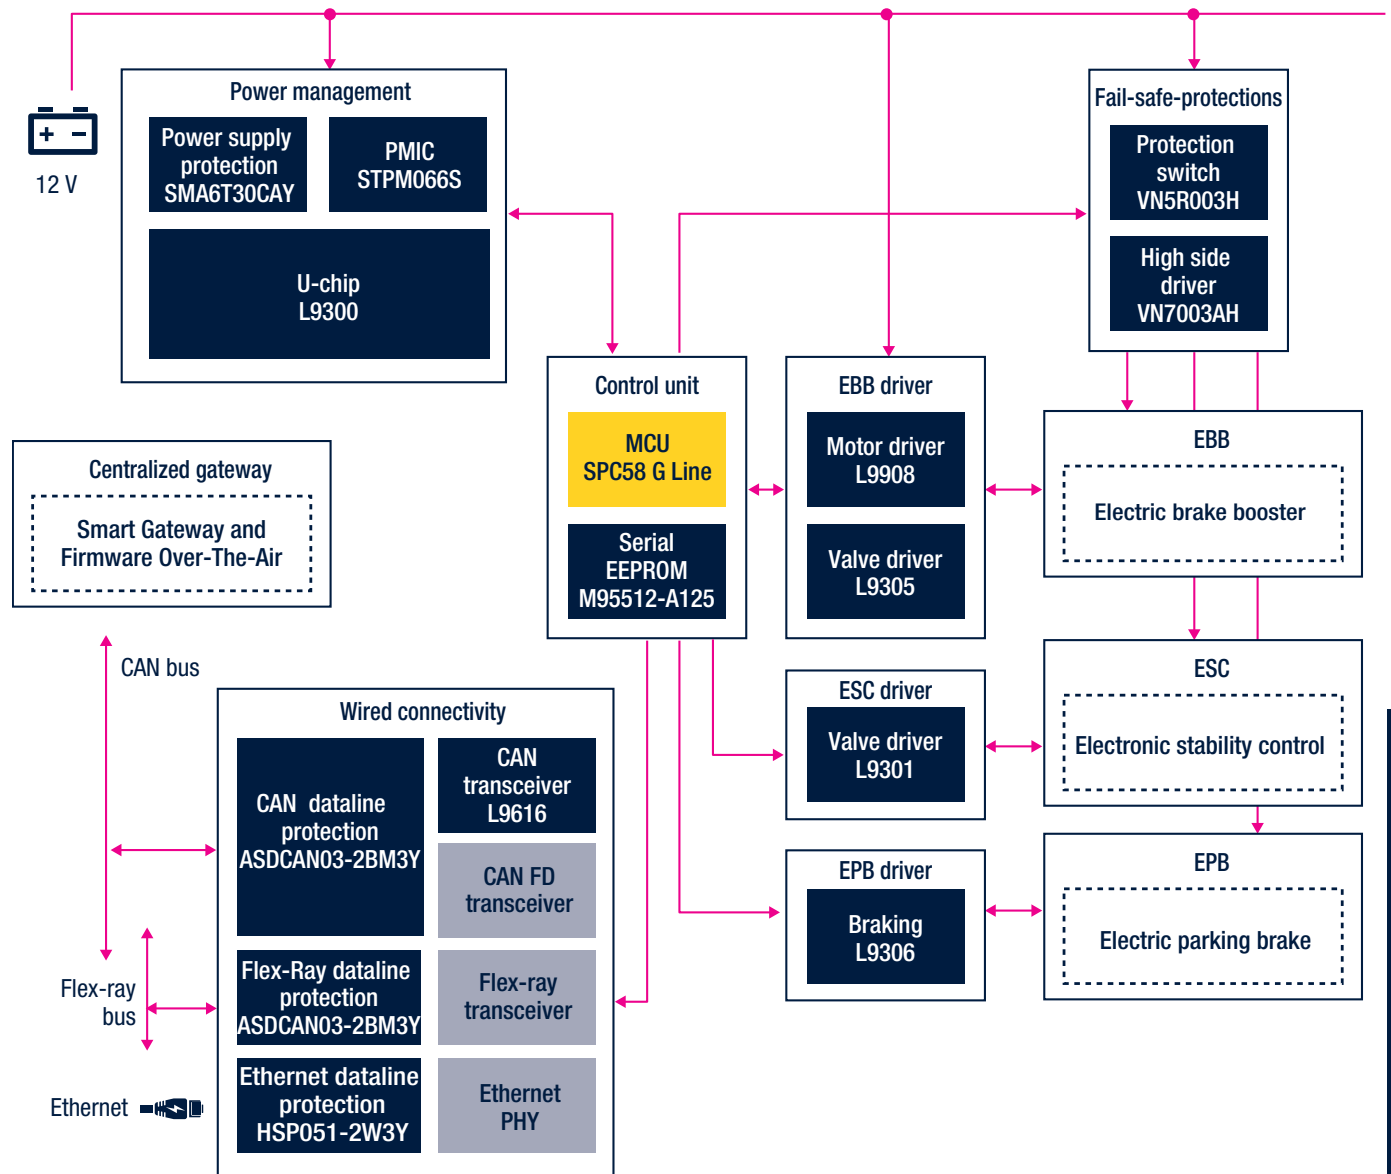 12 V
Power management
Power supply
protection
SMA6T30CAY
PMIC
STPM066S
U-chip
L9300
Fail-safe-protections
Protection
switch
VN5R003H
High side
driver
VN7003AH
Control unit
MCU
SPC58 G Line
Serial
EEPROM
M95512-A125
EBB driver
Motor driver
L9908
Valve driver
L9305
EBB
Electric brake booster
Centralized gateway
Smart Gateway and
Firmware Over-The-Air
CAN bus
ESC driver
Valve driver
L9301
ESC
Electronic stability control
Wired connectivity
CAN dataline
protection
ASDCAN03-2BM3Y
CAN
transceiver
L9616
CAN FD
transceiver
EPB driver
Braking
L9306
EPB
Electric parking brake
Flex-ray
bus
Flex-Ray dataline
protection
ASDCAN03-2BM3Y
Flex-ray
transceiver
Ethernet
Ethernet dataline
protection
HSP051-2W3Y
Ethernet
PHY